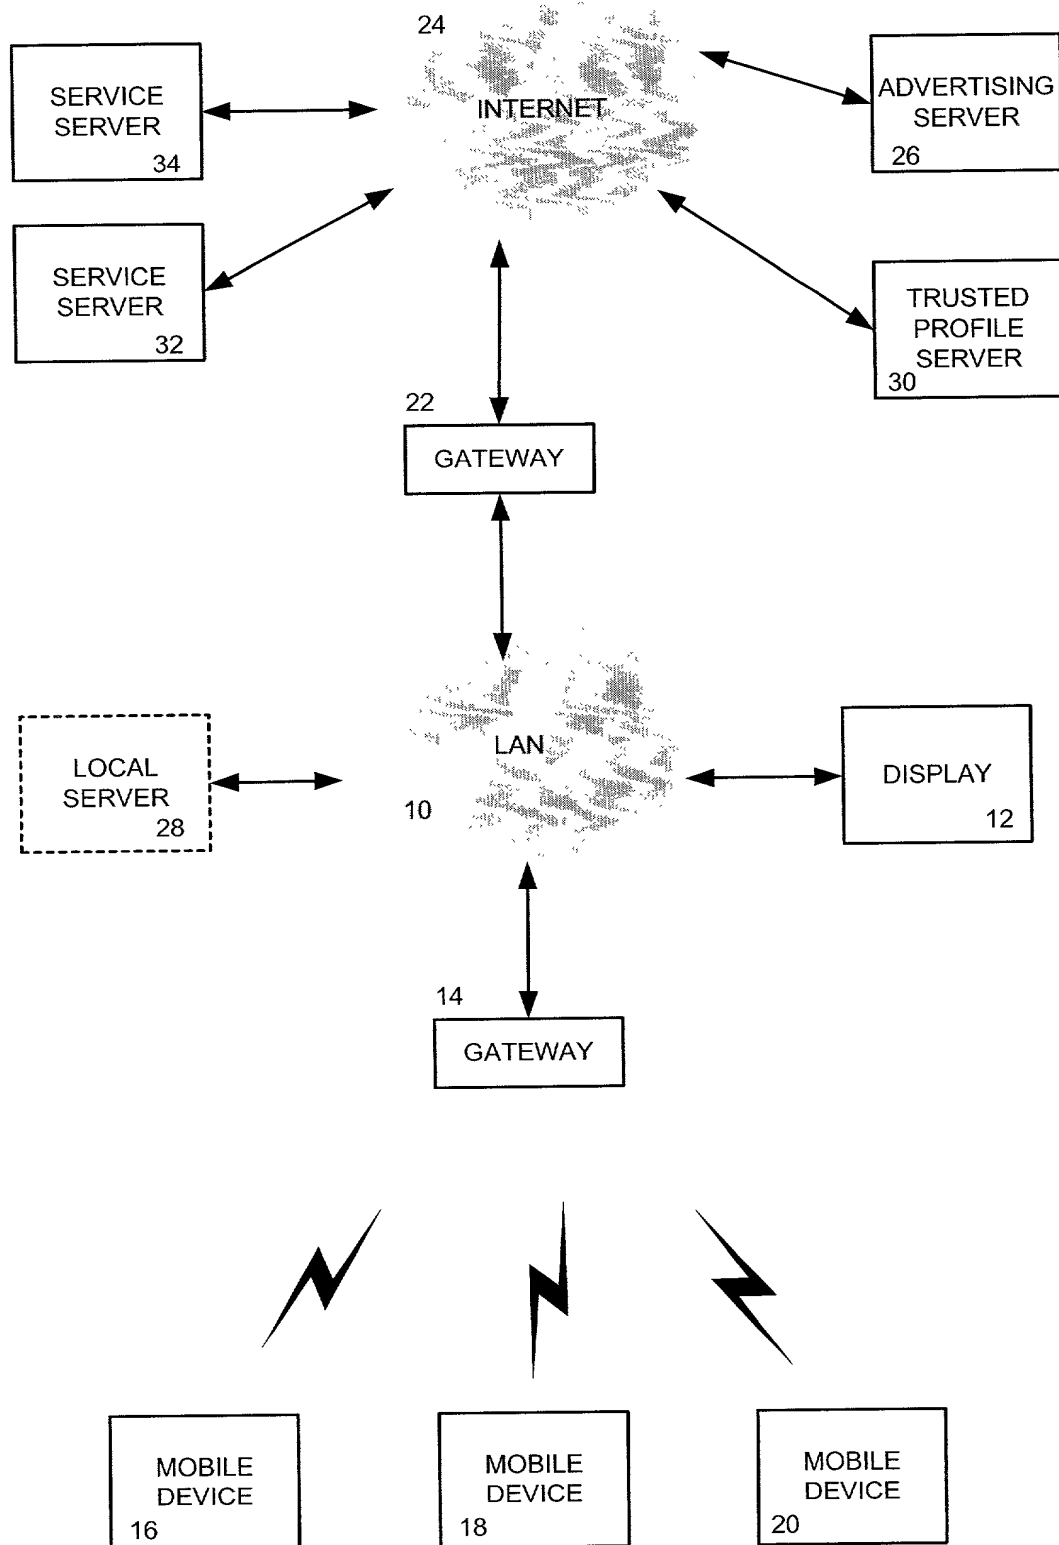 24
INTERNET
SERVICE
SERVER
34
ADVERTISING
SERVER
26
SERVICE
SERVER
32
TRUSTED
PROFILE
SERVER
30
22
GATEWAY
LOCAL
SERVER
28
LAN
10
DISPLAY
12
14
GATEWAY
MOBILE
DEVICE
16
MOBILE
DEVICE
18
MOBILE
DEVICE
20